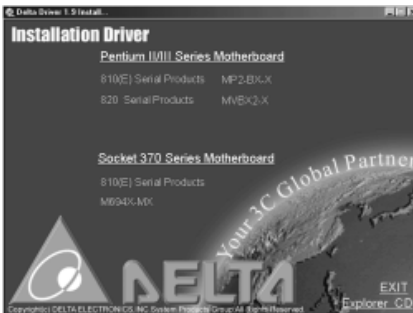 Delta Driver 1.9 Install...
Installation Driver
Pentium II/III Series Motherboard
810(E) Serial Products MP2-BX-X
820 Serial Products MVBX2-X
Socket 370 Series Motherboard
810(E) Serial Products
M694X-MX
Your 3C Global Partner
DELTA
EXIT
Explorer CD
Copyright(c) DELTA ELECTRONICS INC System Products Group All Rights Reserved